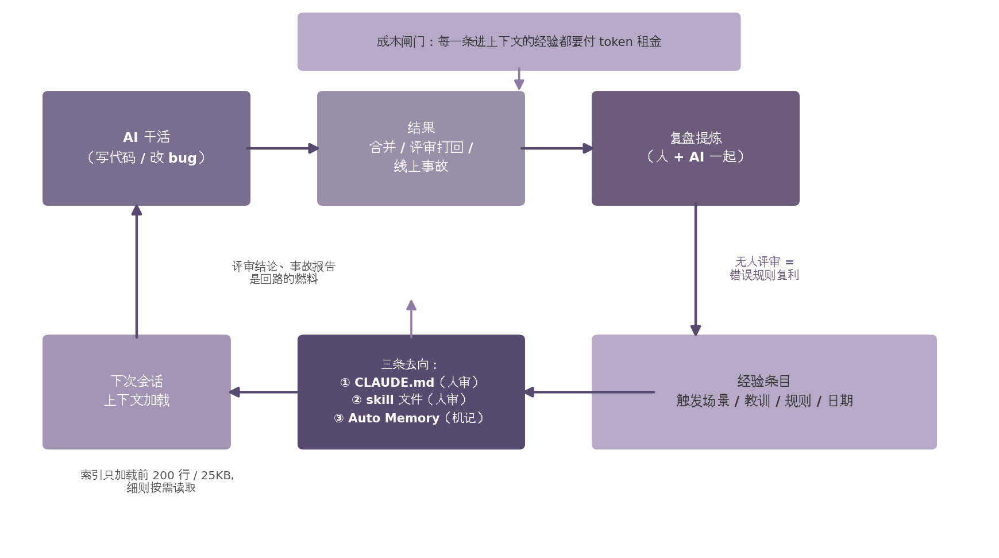 成本闸门：每一条进上下文的经验都要付 token 租金
AI 干活
（写代码 / 改 bug）
结果
合并 / 评审打回 /
线上事故
复盘提炼
（人 + AI 一起）
评审结论、事故报告
是回路的燃料
无人评审 =
错误规则复利
下次会话
上下文加载
三条去向：
① CLAUDE.md（人审）
② skill 文件（人审）
③ Auto Memory（机记）
经验条目
触发场景 / 教训 / 规则 / 日期
索引只加载前 200 行 / 25KB，
细则按需读取